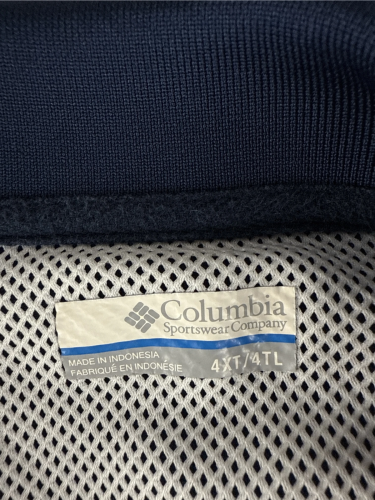 Columbia
Sportswear Company
MADE IN INDONESIA
FABRIQUÉ EN INDONÉSIE
4XT/4TL